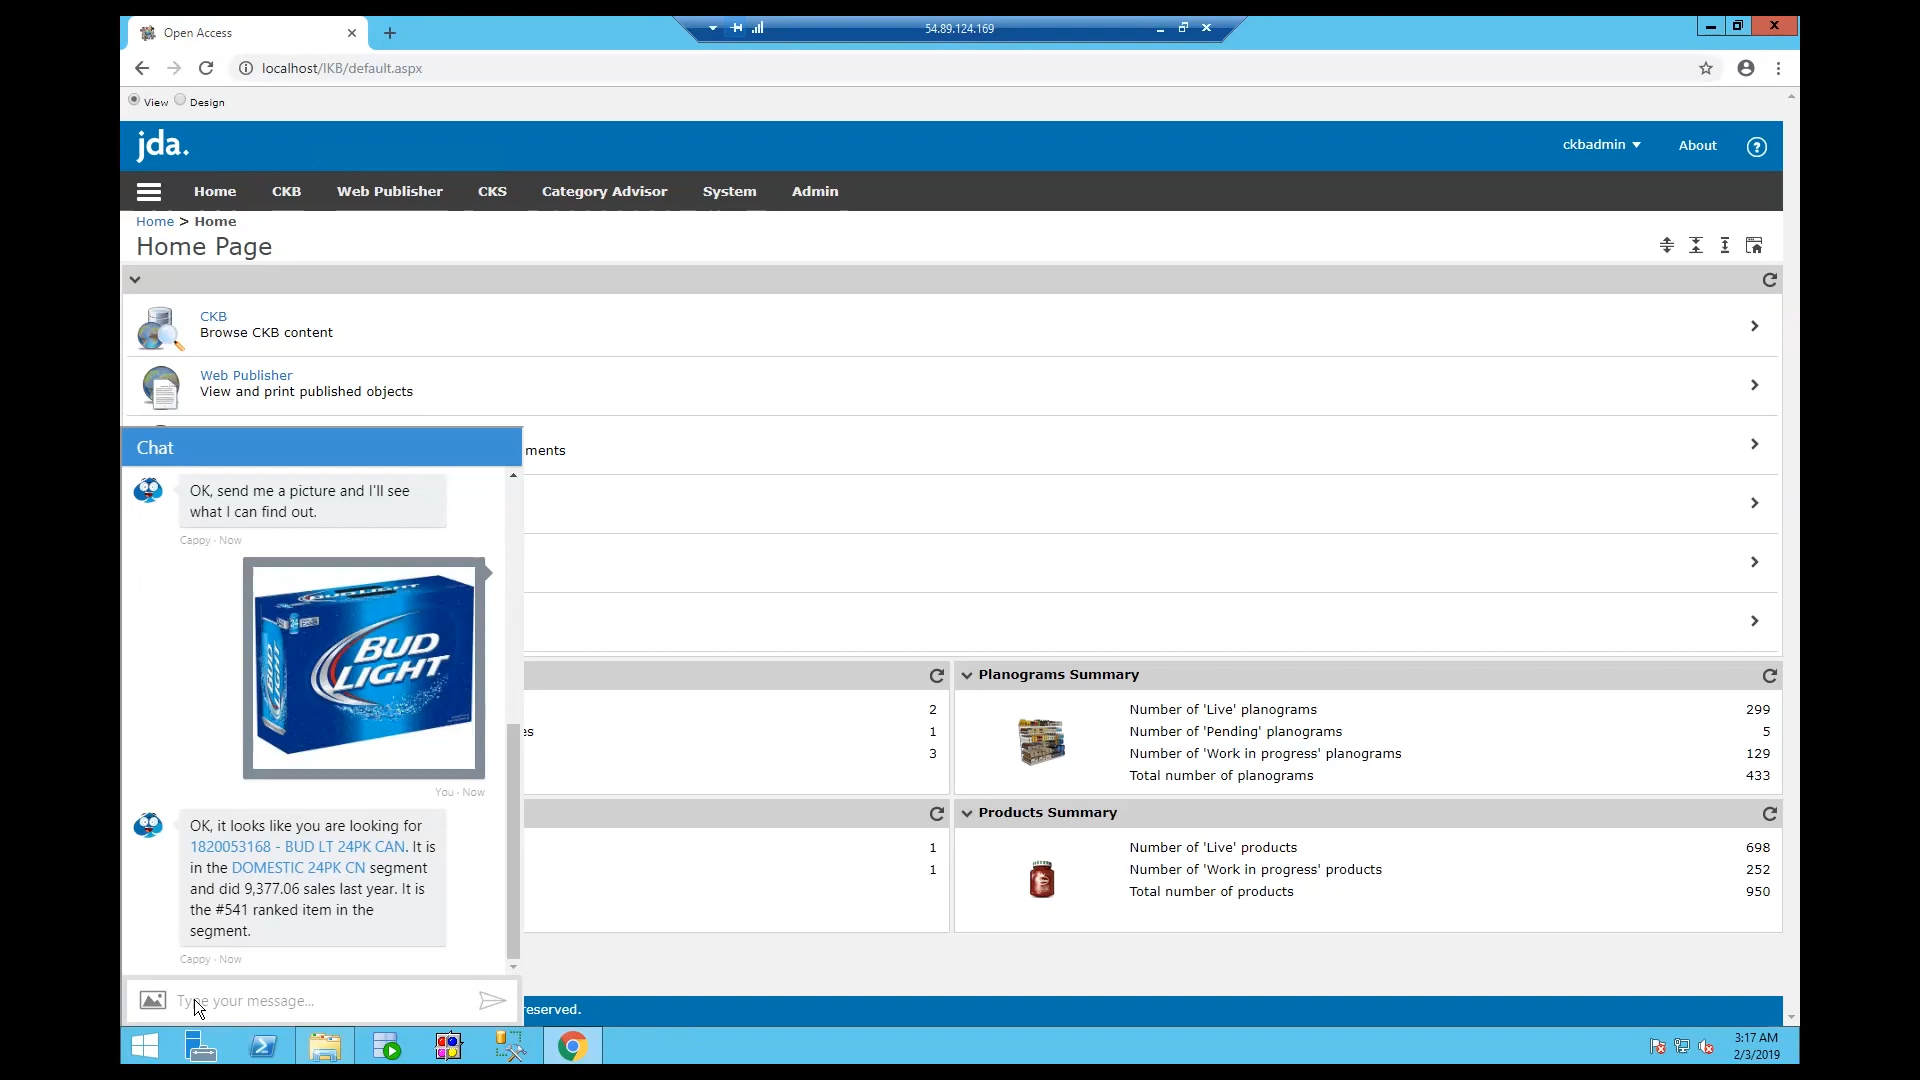 Open Access
54.89.124.169
localhost/IKB/default.aspx
View Design
jda.
ckbadmin About ?
Home CKB Web Publisher CKS Category Advisor System Admin
Home > Home
Home Page
CKB
Browse CKB content
Web Publisher
View and print published objects
ments
Chat
OK, send me a picture and I'll see
what I can find out.
Cappy · Now
BUD LIGHT
24
BUD
LIGHT
BUD LIGHT
You · Now
OK, it looks like you are looking for
1820053168 - BUD LT 24PK CAN. It is
in the DOMESTIC 24PK CN segment
and did 9,377.06 sales last year. It is
the #541 ranked item in the
segment.
Cappy · Now
Type your message...
2
es 1
3
1
1
Planograms Summary
Number of 'Live' planograms 299
Number of 'Pending' planograms 5
Number of 'Work in progress' planograms 129
Total number of planograms 433
Products Summary
Number of 'Live' products 698
Number of 'Work in progress' products 252
Total number of products 950
eserved.
3:17 AM
2/3/2019